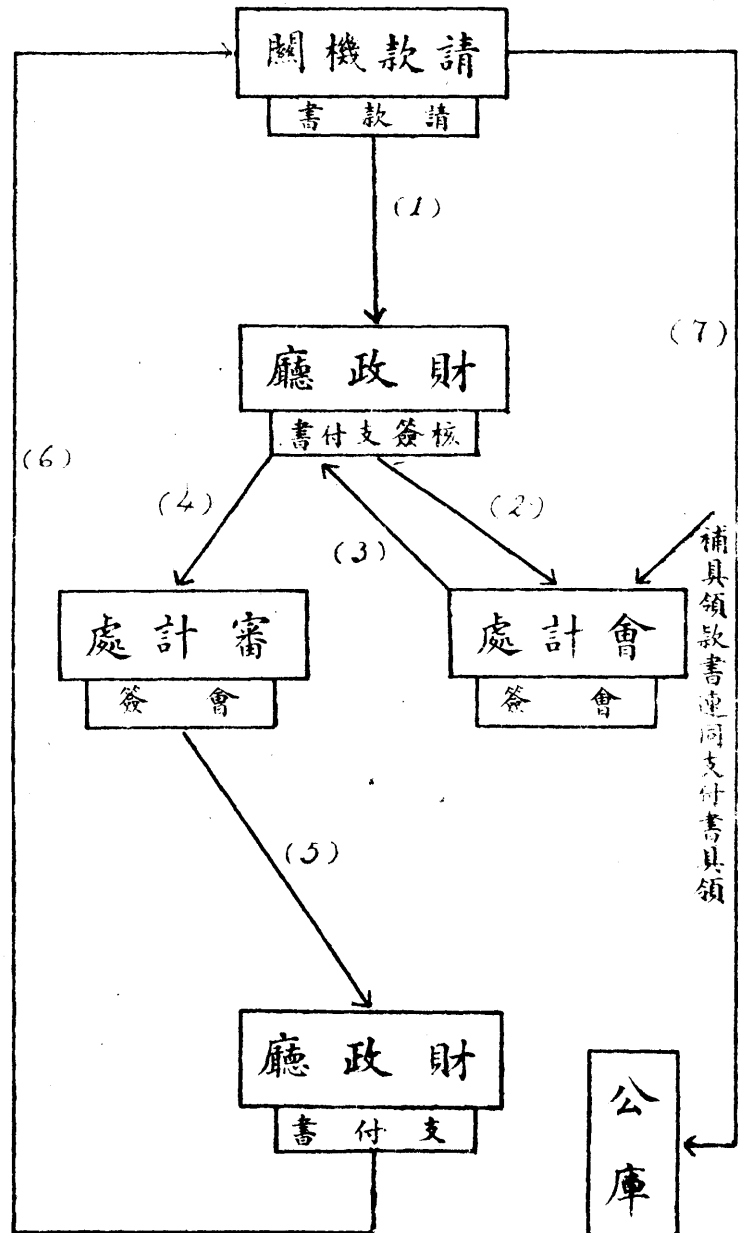 請款機關
請款書
(1)
財政廳
核簽支付書
(7)
(6)
(4)
(2)
(3)
審計處
會簽
會計處
會簽
補具領款書連同支付書具領
(5)
財政廳
支付書
公庫